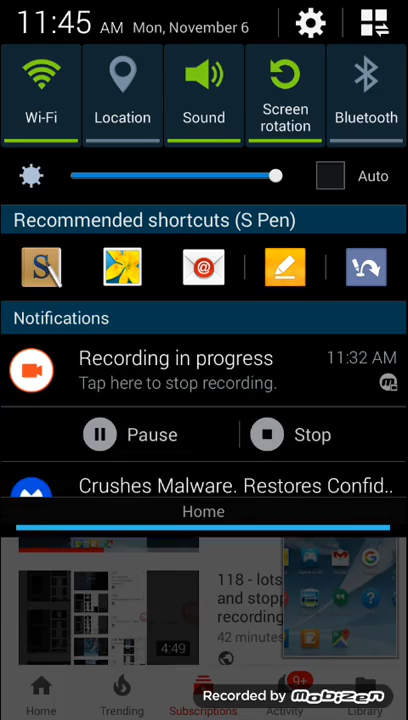 11:45 AM Mon, November 6
Wi-Fi
Location
Sound
Screen
rotation
Bluetooth
Auto
Recommended shortcuts (S Pen)
S
@
Notifications
Recording in progress 11:32 AM
Tap here to stop recording.
Pause
Stop
Crushes Malware. Restores Confid..
Home
118 - lots
and stopp
recording
42 minutes
4:49
9+
Home
Trending
Subscriptions
Activity
Library
Recorded by mobizen